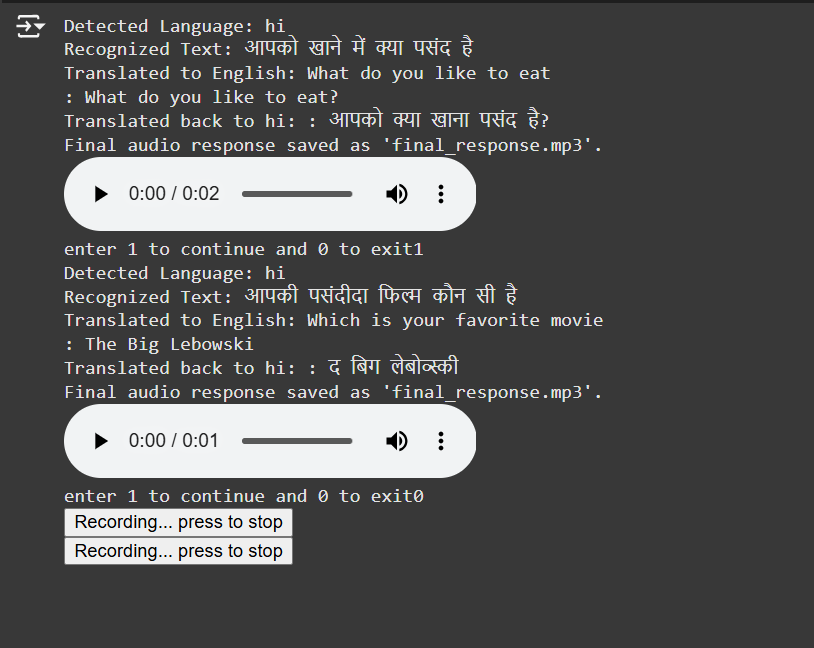 Detected Language: hi
Recognized Text: आपको खाने में क्या पसंद है
Translated to English: What do you like to eat
: What do you like to eat?
Translated back to hi: : आपको क्या खाना पसंद है?
Final audio response saved as 'final_response.mp3'.
0:00 / 0:02
enter 1 to continue and 0 to exit1
Detected Language: hi
Recognized Text: आपकी पसंदीदा फिल्म कौन सी है
Translated to English: Which is your favorite movie
: The Big Lebowski
Translated back to hi: : द बिग लेबोव्स्की
Final audio response saved as 'final_response.mp3'.
0:00 / 0:01
enter 1 to continue and 0 to exit0
Recording... press to stop
Recording... press to stop